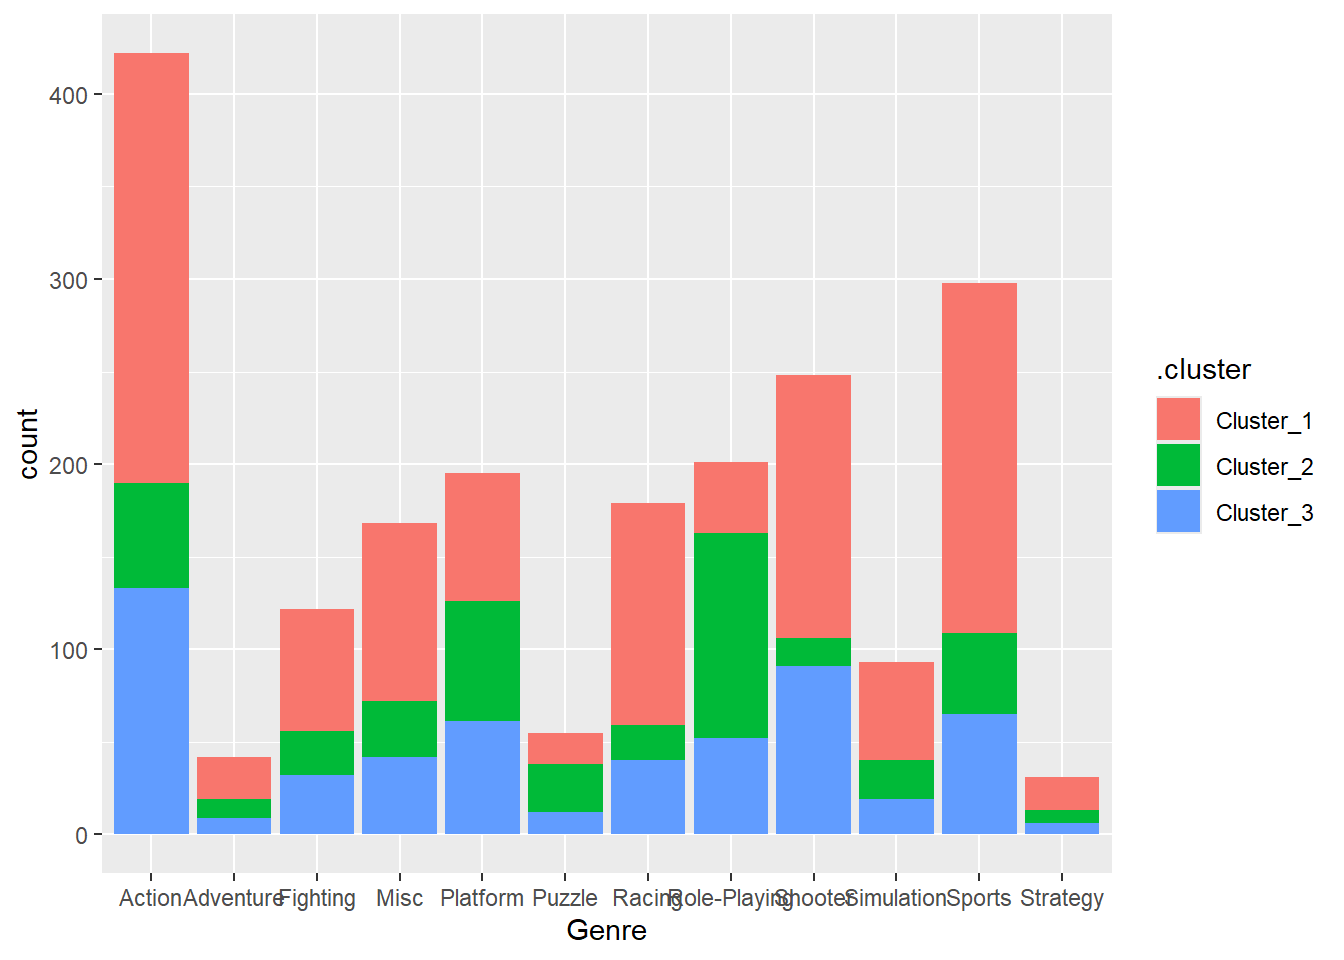 400
300
200
100
0
count
Action Adventure Fighting Misc Platform Puzzle Racing Role-Playing Shooter Simulation Sports Strategy
Genre
.cluster
Cluster_1
Cluster_2
Cluster_3